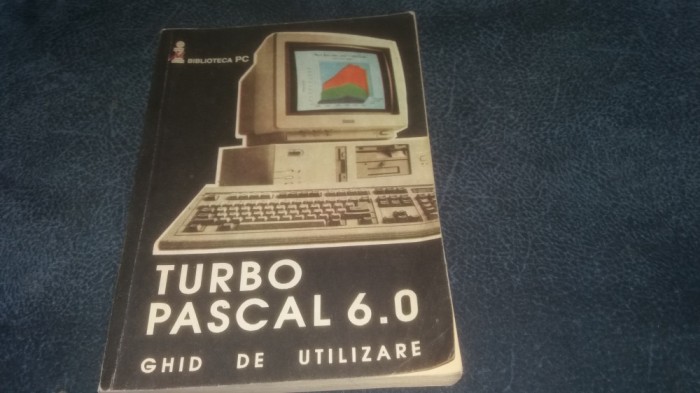 BIBLIOTECA PC
TURBO
PASCAL 6.0
GHID DE UTILIZARE